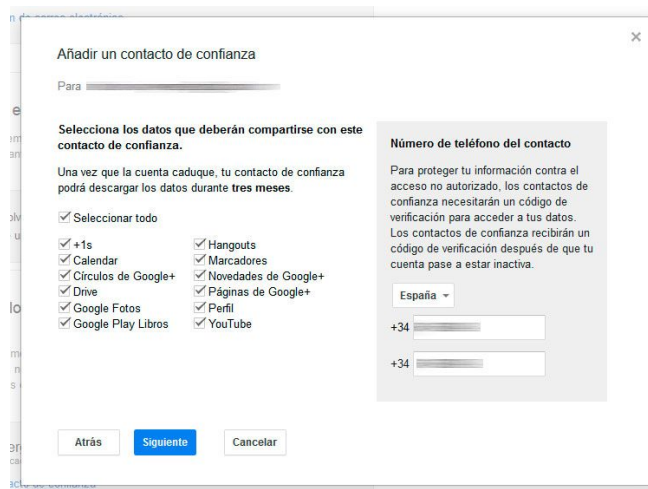 Añadir un contacto de confianza
Para
Selecciona los datos que deberán compartirse con este
contacto de confianza.
Una vez que la cuenta caduque, tu contacto de confianza
podrá descargar los datos durante tres meses.
Seleccionar todo
+1s
Calendar
Círculos de Google+
Drive
Google Fotos
Google Play Libros
Hangouts
Marcadores
Novedades de Google+
Páginas de Google+
Perfil
YouTube
Número de teléfono del contacto
Para proteger tu información contra el
acceso no autorizado, los contactos de
confianza necesitarán un código de
verificación para acceder a tus datos.
Los contactos de confianza recibirán un
código de verificación después de que tu
cuenta pase a estar inactiva.
España
+34
+34
Atrás
Siguiente
Cancelar